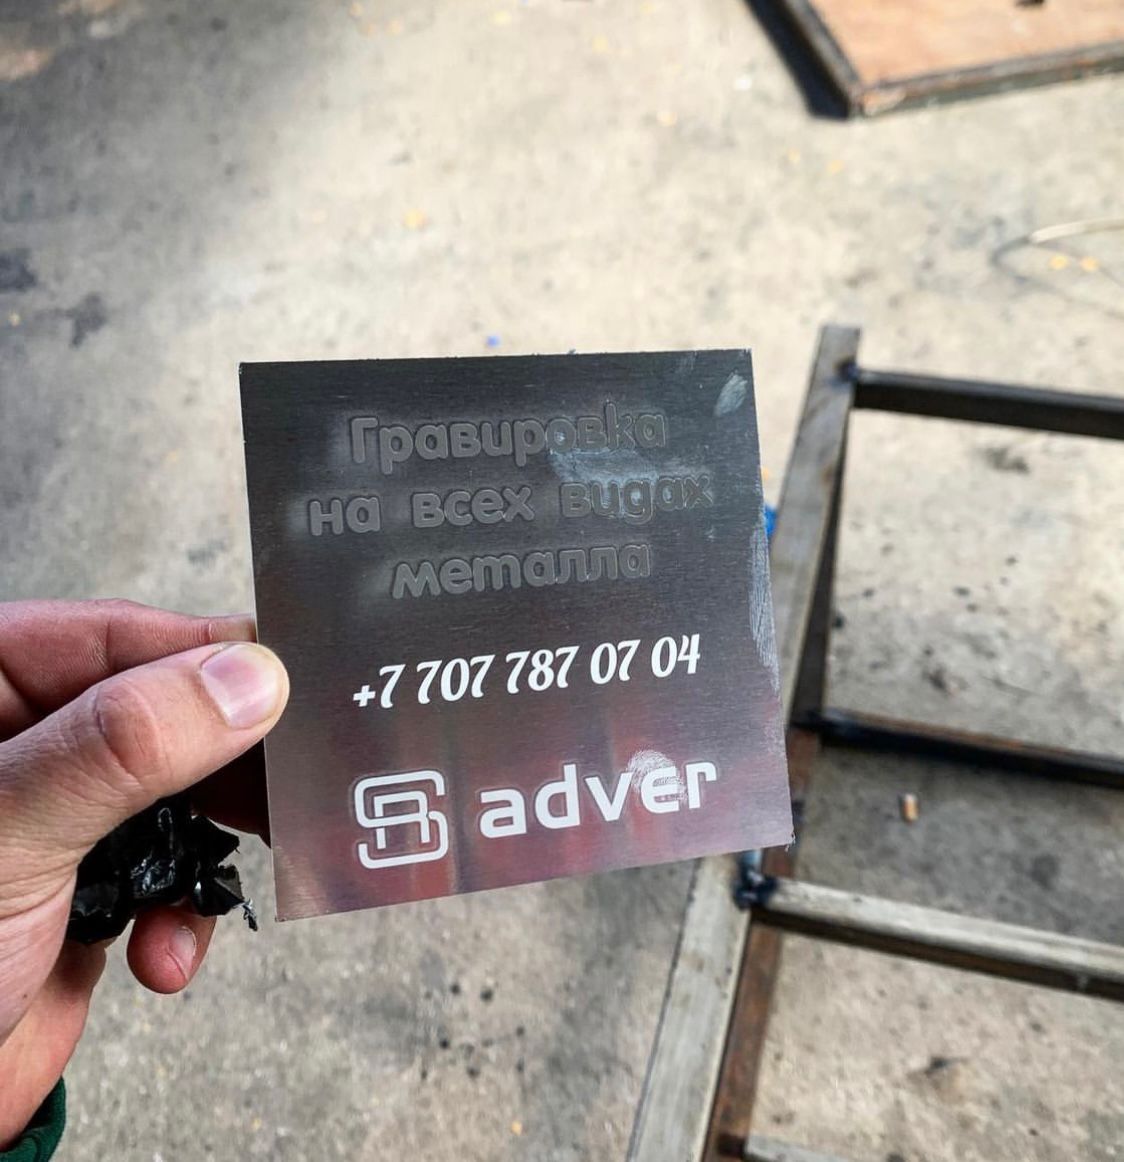 Гравировка
на всех видах
металла
+7 707 787 07 04
adver